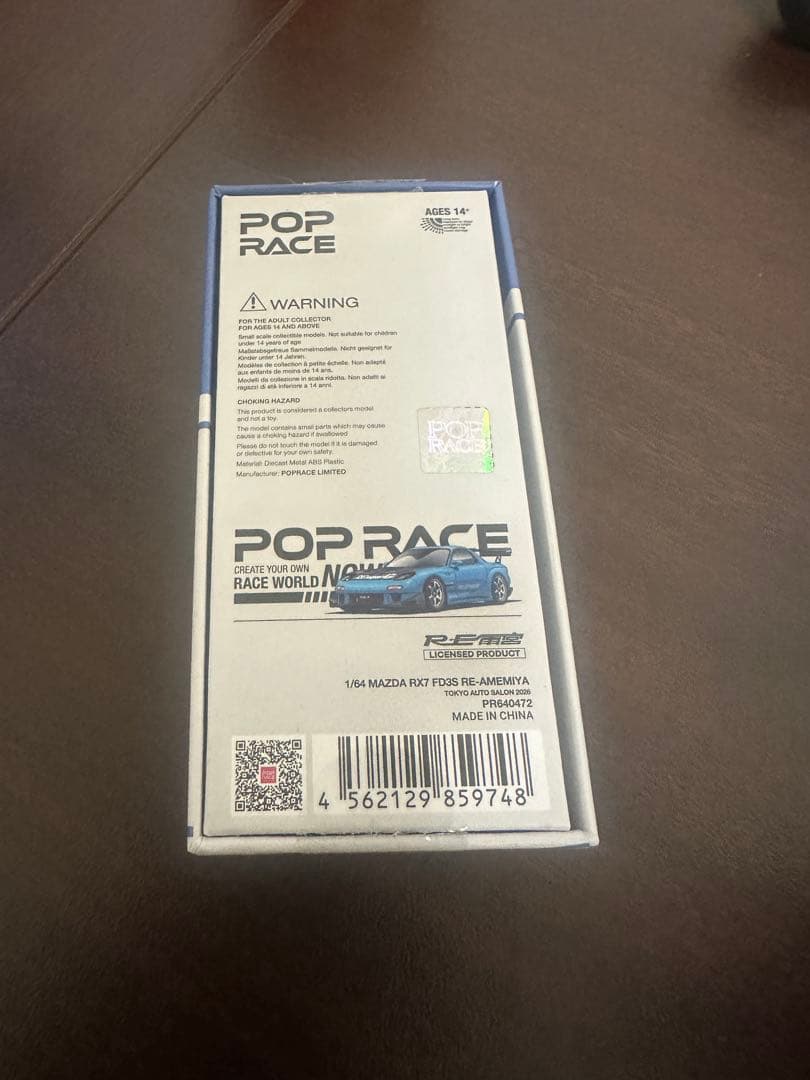 POP
RACE
AGES 14+
WARNING
FOR THE ADULT COLLECTOR
FOR AGES 14 AND ABOVE
Small scale collectible models. Not suitable for children
under 14 years of age
Maßstabsgetreue Sammelmodelle. Nicht geeignet für
Kinder unter 14 Jahren.
Modèles de collection à petite échelle. Non adapté
aux enfants de moins de 14 ans.
Modelli da collezione in scala ridotta. Non adatti ai
ragazzi di età inferiore a 14 anni.
CHOKING HAZARD
This product is considered a collectors model
and not a toy.
The model contains small parts which may cause
cause a choking hazard if swallowed
Please do not touch the model if it is damaged
or defective for your own safety.
Material: Diecast Metal ABS Plastic
Manufacturer: POPRACE LIMITED
POP
RACE
POP RACE
CREATE YOUR OWN
RACE WORLD NOW
RE雨宮
LICENSED PRODUCT
1/64 MAZDA RX7 FD3S RE-AMEMIYA
TOKYO AUTO SALON 2026
PR640472
MADE IN CHINA
POP
RACE
4 562129 859748